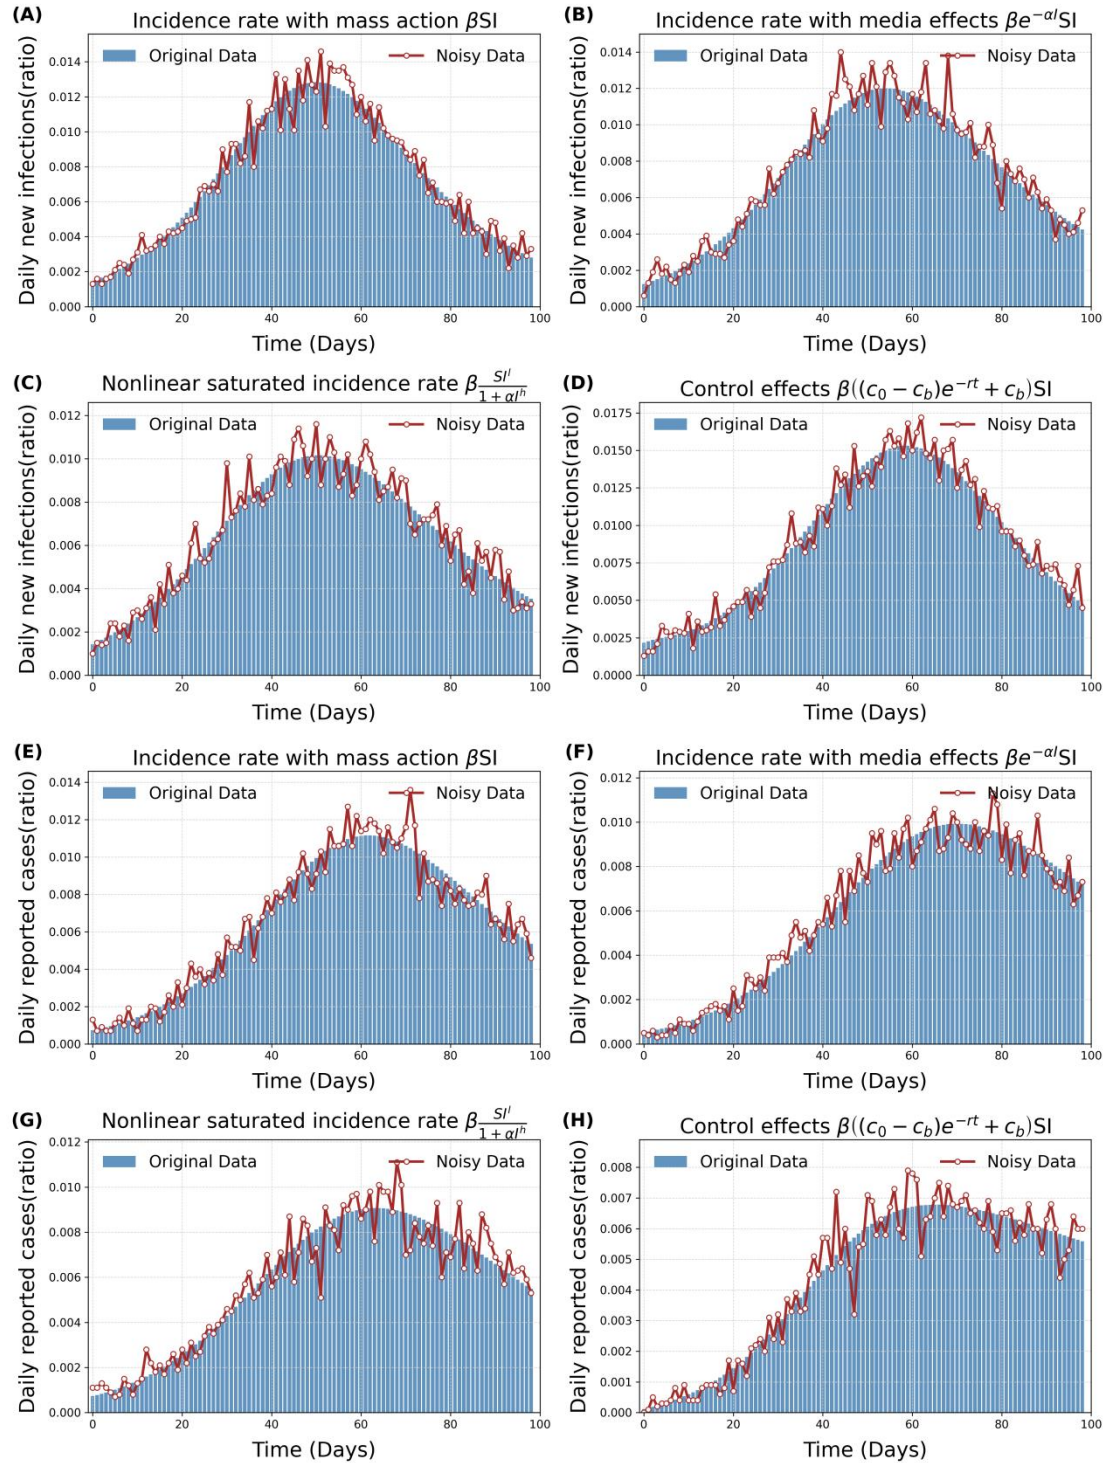 (A) Incidence rate with mass action βSI
Original Data Noisy Data
Daily new infections(ratio)
0.014
0.012
0.010
0.008
0.006
0.004
0.002
0.000
0 20 40 60 80 100
Time (Days)
(B) Incidence rate with media effects βe^{-αI}SI
Original Data Noisy Data
Daily new infections(ratio)
0.014
0.012
0.010
0.008
0.006
0.004
0.002
0.000
0 20 40 60 80 100
Time (Days)
(C) Nonlinear saturated incidence rate β\frac{SI^l}{1 + αI^h}
Original Data Noisy Data
Daily new infections(ratio)
0.012
0.010
0.008
0.006
0.004
0.002
0.000
0 20 40 60 80 100
Time (Days)
(D) Control effects β((c_0 − c_b)e^{-rt} + c_b)SI
Original Data Noisy Data
Daily new infections(ratio)
0.0175
0.0150
0.0125
0.0100
0.0075
0.0050
0.0025
0.0000
0 20 40 60 80 100
Time (Days)
(E) Incidence rate with mass action βSI
Original Data Noisy Data
Daily reported cases(ratio)
0.014
0.012
0.010
0.008
0.006
0.004
0.002
0.000
0 20 40 60 80 100
Time (Days)
(F) Incidence rate with media effects βe^{-αI}SI
Original Data Noisy Data
Daily reported cases(ratio)
0.012
0.010
0.008
0.006
0.004
0.002
0.000
0 20 40 60 80 100
Time (Days)
(G) Nonlinear saturated incidence rate β\frac{SI^l}{1 + αI^h}
Original Data Noisy Data
Daily reported cases(ratio)
0.012
0.010
0.008
0.006
0.004
0.002
0.000
0 20 40 60 80 100
Time (Days)
(H) Control effects β((c_0 − c_b)e^{-rt} + c_b)SI
Original Data Noisy Data
Daily reported cases(ratio)
0.008
0.007
0.006
0.005
0.004
0.003
0.002
0.001
0.000
0 20 40 60 80 100
Time (Days)